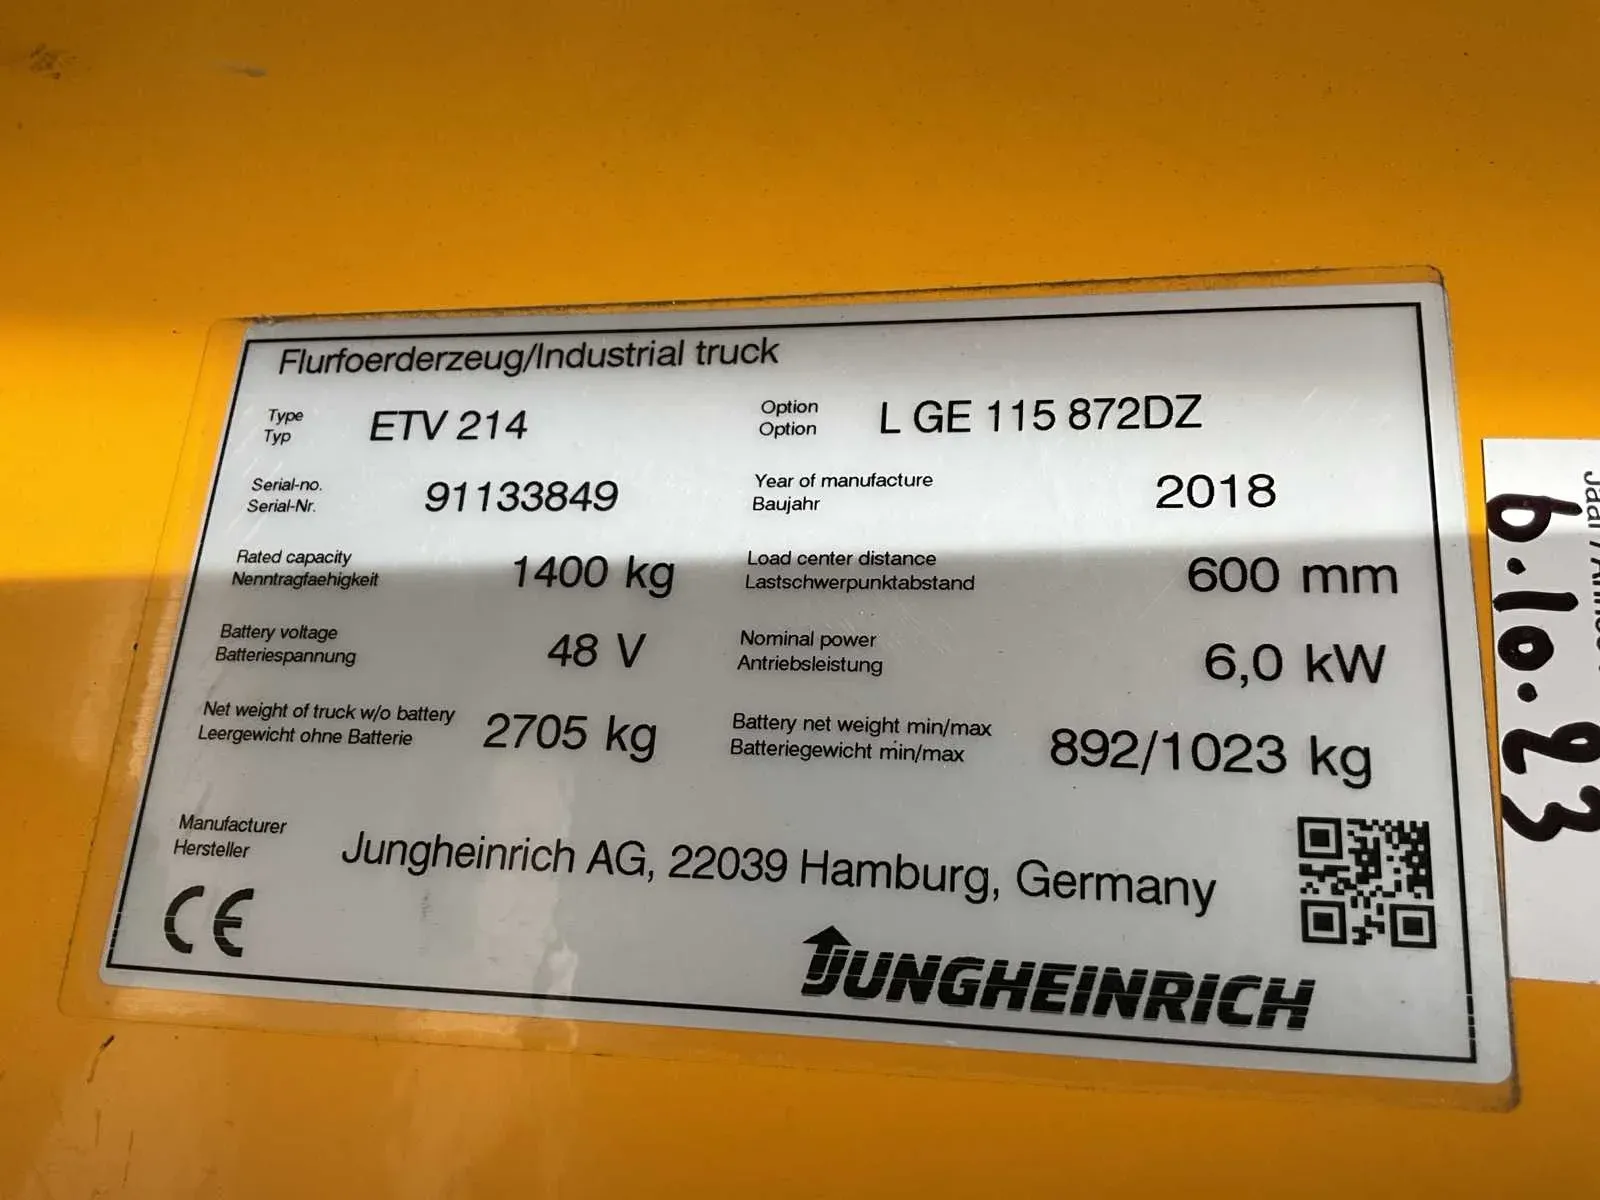 Flurfoerderzeug/Industrial truck
Type
Typ
ETV 214
Option
Option
L GE 115 872DZ
Serial-no.
Serial-Nr.
91133849
Year of manufacture
Baujahr
2018
Rated capacity
Nenntragfaehigkeit
1400 kg
Load center distance
Lastschwerpunktabstand
600 mm
Battery voltage
Batteriespannung
48 V
Nominal power
Antriebsleistung
6,0 kW
Net weight of truck w/o battery
Leergewicht ohne Batterie
2705 kg
Battery net weight min/max
Batteriegewicht min/max
892/1023 kg
Manufacturer
Hersteller
Jungheinrich AG, 22039 Hamburg, Germany
CE
JUNGHEINRICH
6.10.23